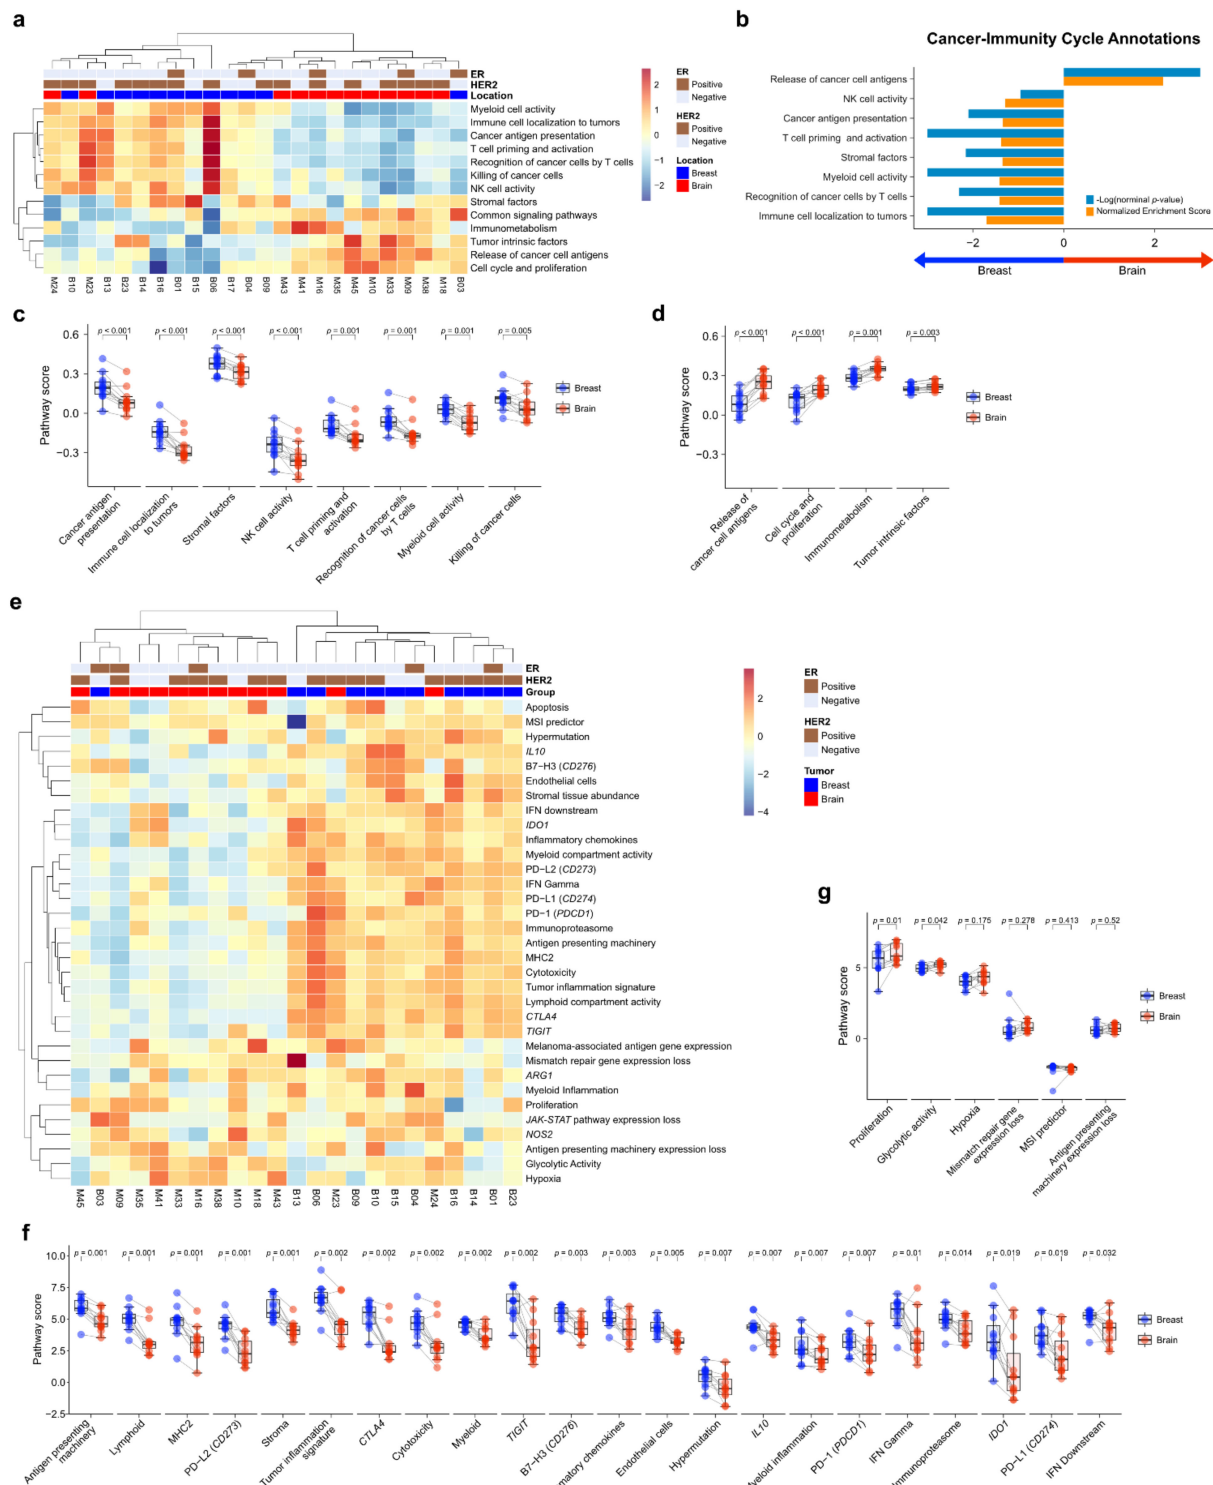 a
ER
HER2
Location
Myeloid cell activity
Immune cell localization to tumors
Cancer antigen presentation
T cell priming and activation
Recognition of cancer cells by T cells
Killing of cancer cells
NK cell activity
Stromal factors
Common signaling pathways
Immunometabolism
Tumor intrinsic factors
Release of cancer cell antigens
Cell cycle and proliferation
M24 B10 M23 B13 B23 B14 B16 B01 B15 B06 B17 B04 B09 M43 M41 M16 M35 M45 M10 M33 M09 M38 M18 B03
2
1
0
−1
−2
ER
Positive
Negative
HER2
Positive
Negative
Location
Breast
Brain
b
Cancer-Immunity Cycle Annotations
Release of cancer cell antigens
NK cell activity
Cancer antigen presentation
T cell priming and activation
Stromal factors
Myeloid cell activity
Recognition of cancer cells by T cells
Immune cell localization to tumors
-Log(nominal p-value)
Normalized Enrichment Score
−2 0 2
Breast Brain
c
p < 0.001 p < 0.001 p < 0.001 p < 0.001 p < 0.001 p < 0.001 p < 0.001 p = 0.005
Pathway score
0.6
0.3
0.0
−0.3
Breast
Brain
Cancer antigen presentation
Immune cell localization to tumors
Stromal factors
NK cell activity
T cell priming and activation
Recognition of cancer cells by T cells
Myeloid cell activity
Killing of cancer cells
d
p < 0.001 p < 0.001 p = 0.001 p = 0.003
Pathway score
0.6
0.3
0.0
−0.3
Breast
Brain
Release of cancer cell antigens
Cell cycle and proliferation
Immunometabolism
Tumor intrinsic factors
e
ER
HER2
Group
Apoptosis
MSI predictor
Hypermutation
IL10
B7−H3 (CD276)
Endothelial cells
Stromal tissue abundance
IFN downstream
IDO1
Inflammatory chemokines
Myeloid compartment activity
PD−L2 (CD273)
IFN Gamma
PD−L1 (CD274)
PD−1 (PDCD1)
Immunoproteasome
Antigen presenting machinery
MHC2
Cytotoxicity
Tumor inflammation signature
Lymphoid compartment activity
CTLA4
TIGIT
Melanoma−associated antigen gene expression
Mismatch repair gene expression loss
ARG1
Myeloid Inflammation
Proliferation
JAK-STAT pathway expression loss
NOS2
Antigen presenting machinery expression loss
Glycolytic Activity
Hypoxia
M45 B03 M09 M35 M41 M33 M16 M38 M10 M18 M43 B13 B06 M23 B09 B10 B15 B04 M24 B16 B14 B01 B23
2
0
−2
−4
ER
Positive
Negative
HER2
Positive
Negative
Tumor
Breast
Brain
g
p = 0.01 p = 0.042 p = 0.175 p = 0.278 p = 0.413 p = 0.52
Pathway score
5
0
Breast
Brain
Proliferation
Glycolytic activity
Hypoxia
Mismatch repair gene expression loss
MSI predictor
Antigen presenting machinery expression loss
f
p = 0.001 p = 0.001 p = 0.001 p = 0.001 p = 0.001 p = 0.002 p = 0.002 p = 0.002 p = 0.002 p = 0.002 p = 0.003 p = 0.003 p = 0.005 p = 0.007 p = 0.007 p = 0.007 p = 0.007 p = 0.01 p = 0.014 p = 0.019 p = 0.019 p = 0.032
Pathway score
10.0
7.5
5.0
2.5
0.0
−2.5
Breast
Brain
Antigen presenting machinery
Lymphoid
MHC2
PD−L2 (CD273)
Stroma
Tumor inflammation signature
CTLA4
Cytotoxicity
Myeloid
TIGIT
B7−H3 (CD276)
matory chemokines
Endothelial cells
Hypermutation
IL10
Myeloid inflammation
PD−1 (PDCD1)
IFN Gamma
Immunoproteasome
IDO1
PD−L1 (CD274)
IFN Downstream